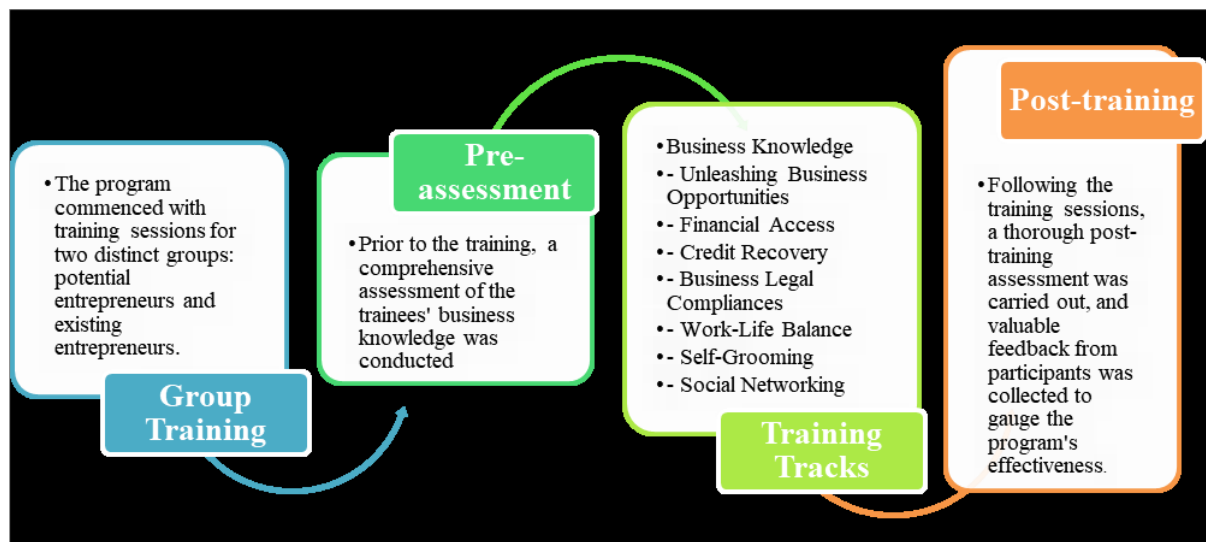 •The program
commenced with
training sessions for
two distinct groups:
potential
entrepreneurs and
existing
entrepreneurs.
Group
Training
Pre-
assessment
•Prior to the training, a
comprehensive
assessment of the
trainees' business
knowledge was
conducted
•Business Knowledge
•- Unleashing Business
Opportunities
•- Financial Access
•- Credit Recovery
•- Business Legal
Compliances
•- Work-Life Balance
•- Self-Grooming
•- Social Networking
Training
Tracks
Post-training
•Following the
training sessions,
a thorough post-
training
assessment was
carried out, and
valuable
feedback from
participants was
collected to
gauge the
program's
effectiveness.